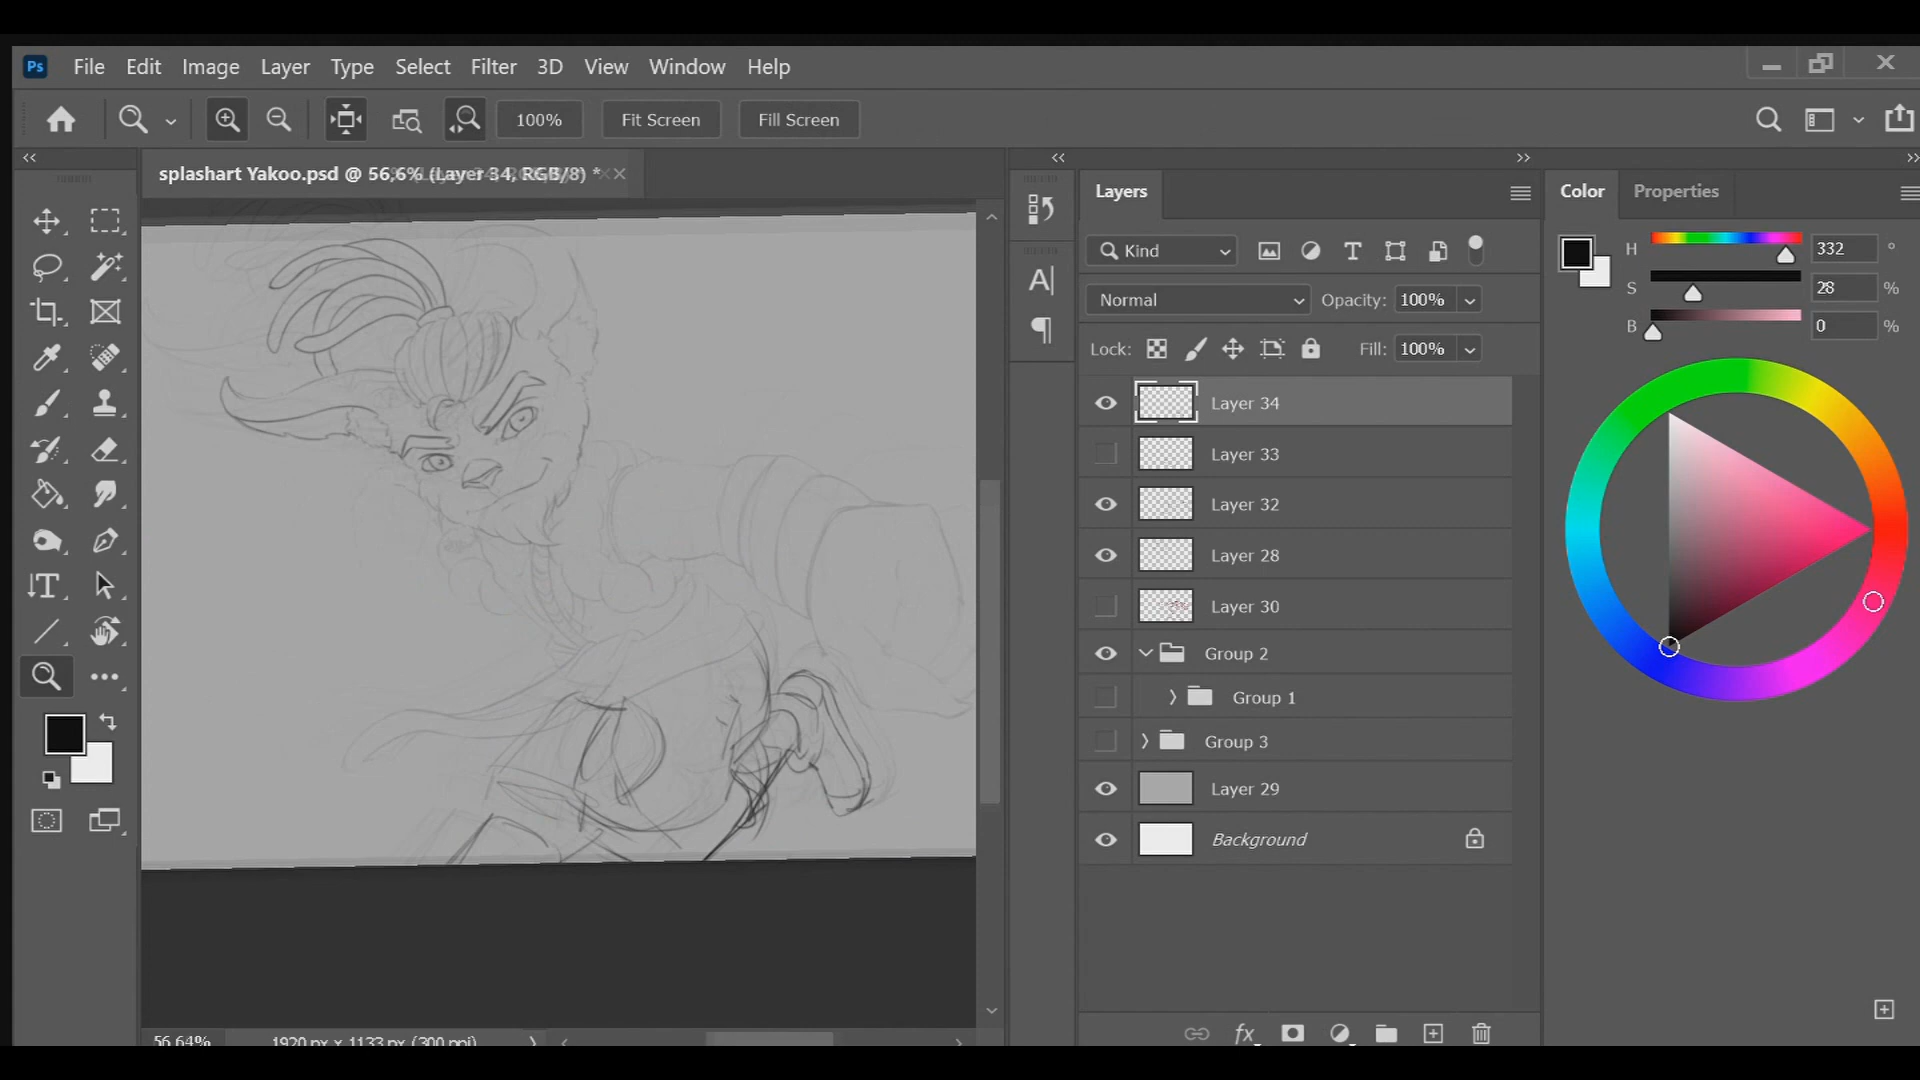 Ps File Edit Image Layer Type Select Filter 3D View Window Help
100% Fit Screen Fill Screen
splashart Yakoo.psd @ 56,6% (Layer 34, RGB/8) *
Layers
Color Properties
Kind
H 332 °
S 28 %
B 0 %
Normal Opacity: 100%
Lock: Fill: 100%
Layer 34
Layer 33
Layer 32
Layer 28
Layer 30
Group 2
Group 1
Group 3
Layer 29
Background
56,64% 1920 px x 1133 px (300 ppi)
fx